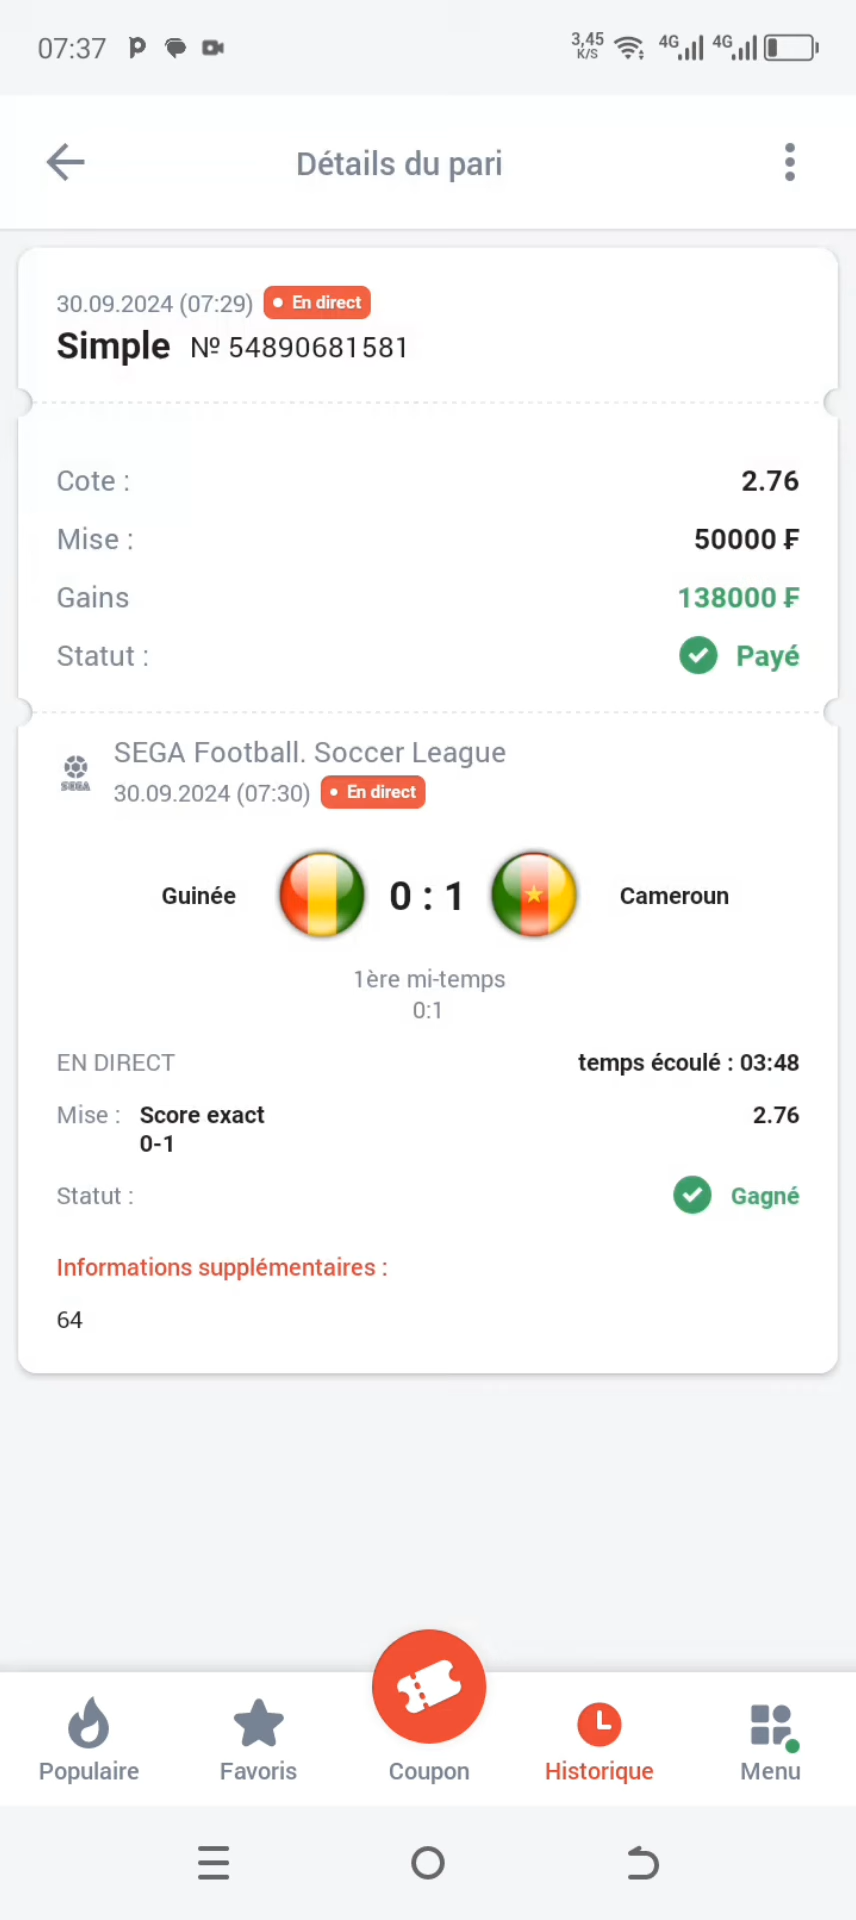 07:37
3,45
K/S
4G
4G
Détails du pari
30.09.2024 (07:29) En direct
Simple № 54890681581
Cote : 2.76
Mise : 50000 ₣
Gains 138000 ₣
Statut : Payé
SEGA Football. Soccer League
SEGA
30.09.2024 (07:30) En direct
Guinée 0 : 1 Cameroun
1ère mi-temps
0:1
EN DIRECT temps écoulé : 03:48
Mise : Score exact 2.76
0-1
Statut : Gagné
Informations supplémentaires :
64
Populaire Favoris Coupon Historique Menu